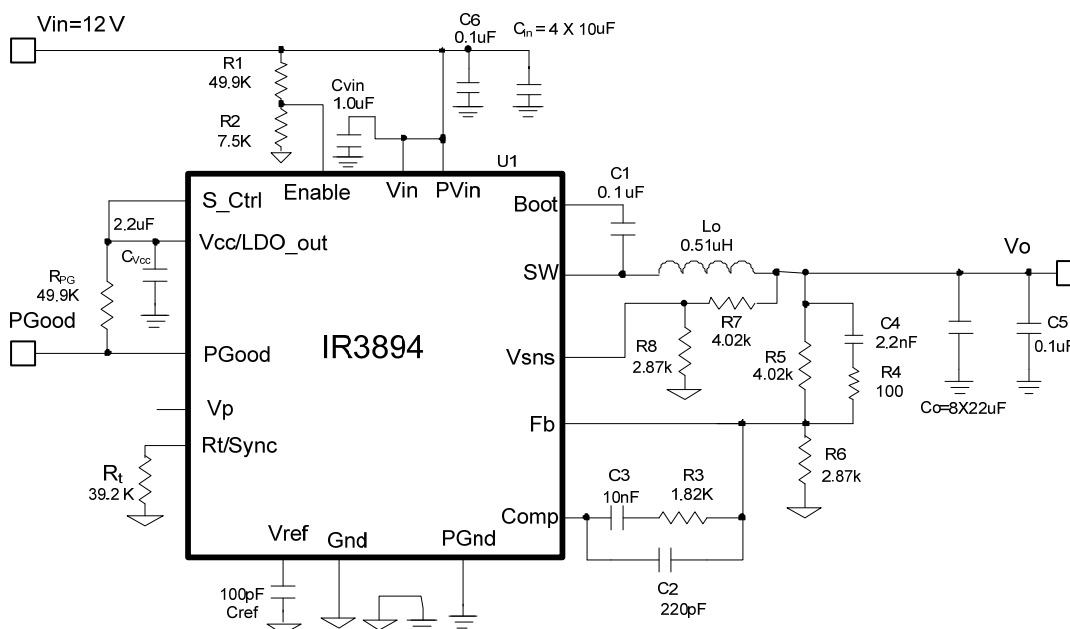 Vin=12 V
C6
0.1uF
Cin = 4 X 10uF
R1
49.9K
Cvin
1.0uF
R2
7.5K
U1
Enable
Vin
PVin
S_Ctrl
Boot
C1
0.1uF
2.2uF
Vcc/LDO_out
CVcc
Lo
0.51uH
Vo
SW
RPG
49.9K
PGood
PGood
IR3894
Vsns
R8
2.87k
R7
4.02k
R5
4.02k
C4
2.2nF
R4
100
C5
0.1uF
Co=8X22uF
Vp
Fb
Rt/Sync
Rt
39.2 K
R6
2.87k
C3
10nF
R3
1.82K
Comp
Vref
Gnd
PGnd
100pF
Cref
C2
220pF